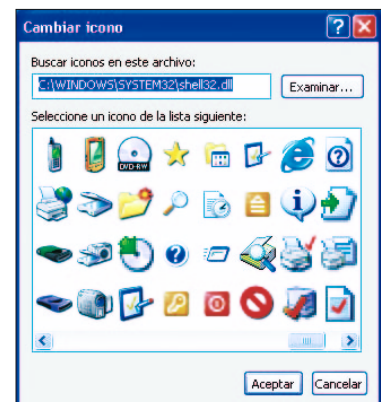 Cambiar icono
Buscar iconos en este archivo:
C:\WINDOWS\SYSTEM32\shell32.dll
Examinar...
Seleccione un icono de la lista siguiente:
DVD-RW
Aceptar
Cancelar